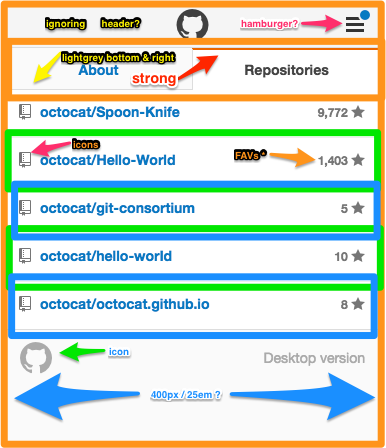 ignoring header? hamburger?
lightgrey bottom & right
About strong Repositories
octocat/Spoon-Knife 9,772 ★
icons
octocat/Hello-World FAVs * 1,403 ★
octocat/git-consortium 5 ★
octocat/hello-world 10 ★
octocat/octocat.github.io 8 ★
icon Desktop version
400px / 25em ?